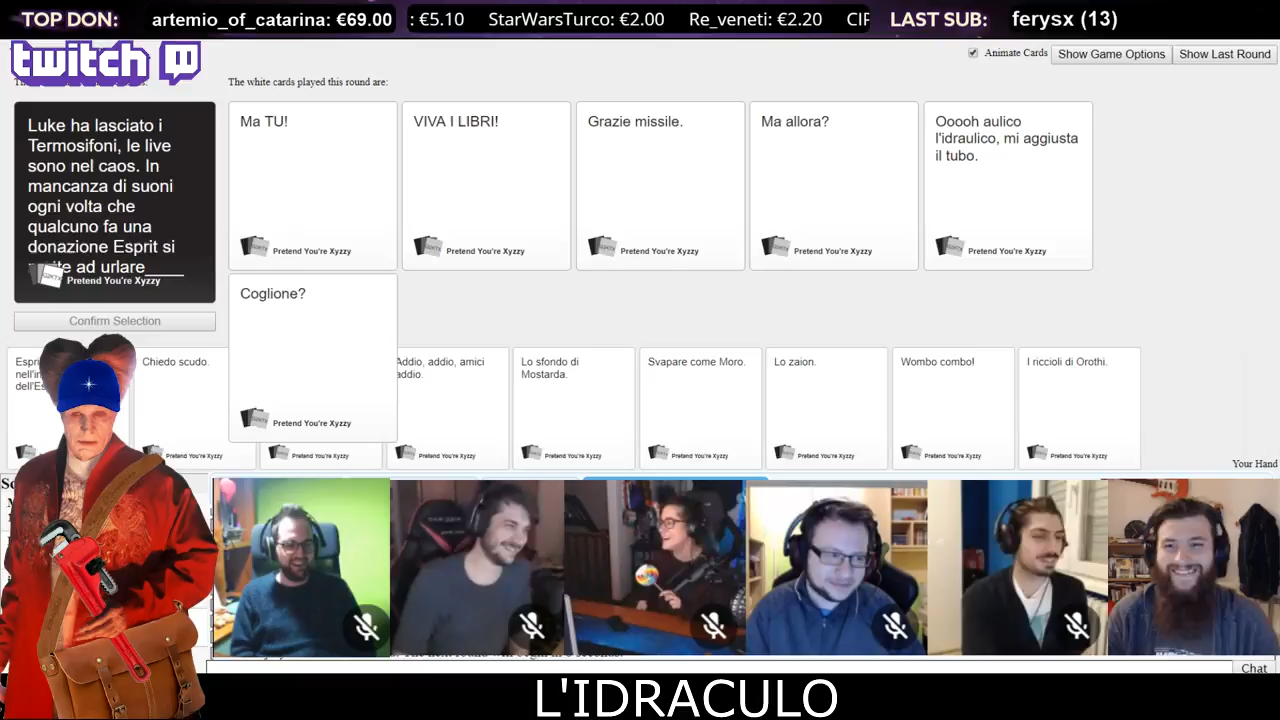 TOP DON: artemio_of_catarina: €69.00 : €5.10 StarWarsTurco: €2.00 Re_veneti: €2.20 LAST SUB: ferysx (13)
twitch
Animate Cards Show Game Options Show Last Round
The white cards played this round are:
Luke ha lasciato i
Termosifoni, le live
sono nel caos. In
mancanza di suoni
ogni volta che
qualcuno fa una
donazione Esprit si
ad urlare____
Pretend You're Xyzzy
Confirm Selection
Ma TU!
Pretend You're Xyzzy
VIVA I LIBRI!
Pretend You're Xyzzy
Grazie missile.
Pretend You're Xyzzy
Ma allora?
Pretend You're Xyzzy
Ooooh aulico
l'idraulico, mi aggiusta
il tubo.
Pretend You're Xyzzy
Coglione?
Pretend You're Xyzzy
Chiedo scudo.
Pretend You're Xyzzy
Pretend You're Xyzzy
Addio, addio, amici
addio.
Pretend You're Xyzzy
Lo sfondo di
Mostarda.
Pretend You're Xyzzy
Svapare come Moro.
Pretend You're Xyzzy
Lo zaion.
Pretend You're Xyzzy
Wombo combo!
Pretend You're Xyzzy
I riccioli di Orothi.
Pretend You're Xyzzy
Your Hand
Chat
L'IDRACULO